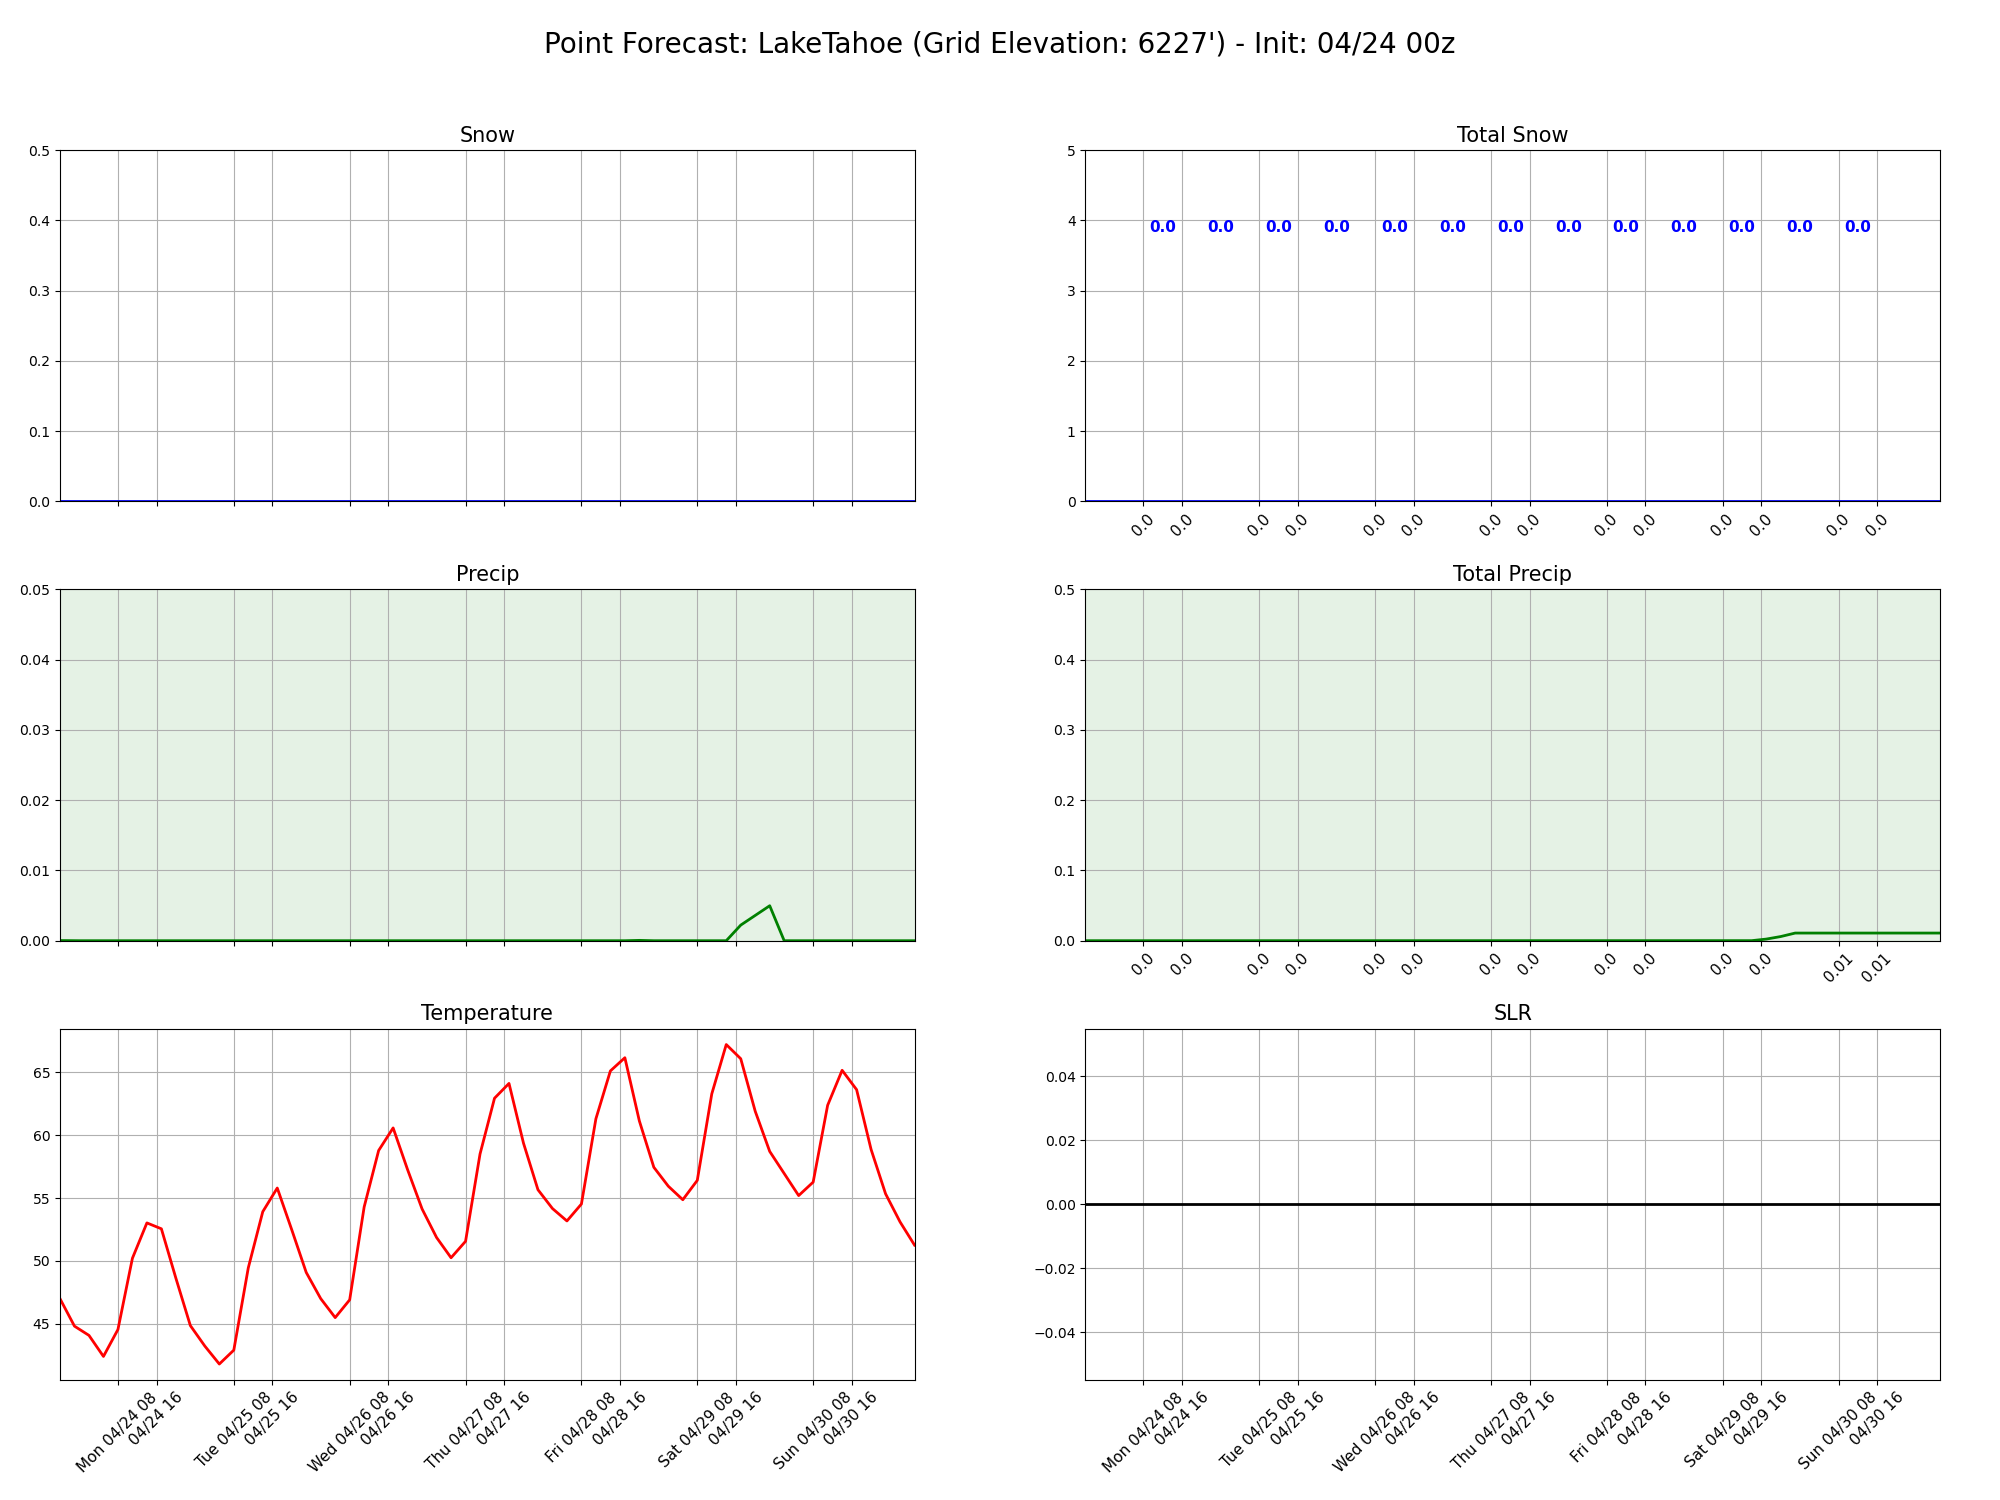 Point Forecast: LakeTahoe (Grid Elevation: 6227') - Init: 04/24 00z
Snow
0.5
0.4
0.3
0.2
0.1
0.0
Total Snow
5
4
3
2
1
0
0.0 0.0 0.0 0.0 0.0 0.0 0.0 0.0 0.0 0.0 0.0 0.0 0.0
0.0 0.0 0.0 0.0 0.0 0.0 0.0 0.0 0.0 0.0 0.0 0.0 0.0 0.0
Precip
0.05
0.04
0.03
0.02
0.01
0.00
Total Precip
0.5
0.4
0.3
0.2
0.1
0.0
0.0 0.0 0.0 0.0 0.0 0.0 0.0 0.0 0.0 0.0 0.0 0.0 0.01 0.01
Temperature
65
60
55
50
45
Mon 04/24 08
04/24 16
Tue 04/25 08
04/25 16
Wed 04/26 08
04/26 16
Thu 04/27 08
04/27 16
Fri 04/28 08
04/28 16
Sat 04/29 08
04/29 16
Sun 04/30 08
04/30 16
SLR
0.04
0.02
0.00
−0.02
−0.04
Mon 04/24 08
04/24 16
Tue 04/25 08
04/25 16
Wed 04/26 08
04/26 16
Thu 04/27 08
04/27 16
Fri 04/28 08
04/28 16
Sat 04/29 08
04/29 16
Sun 04/30 08
04/30 16